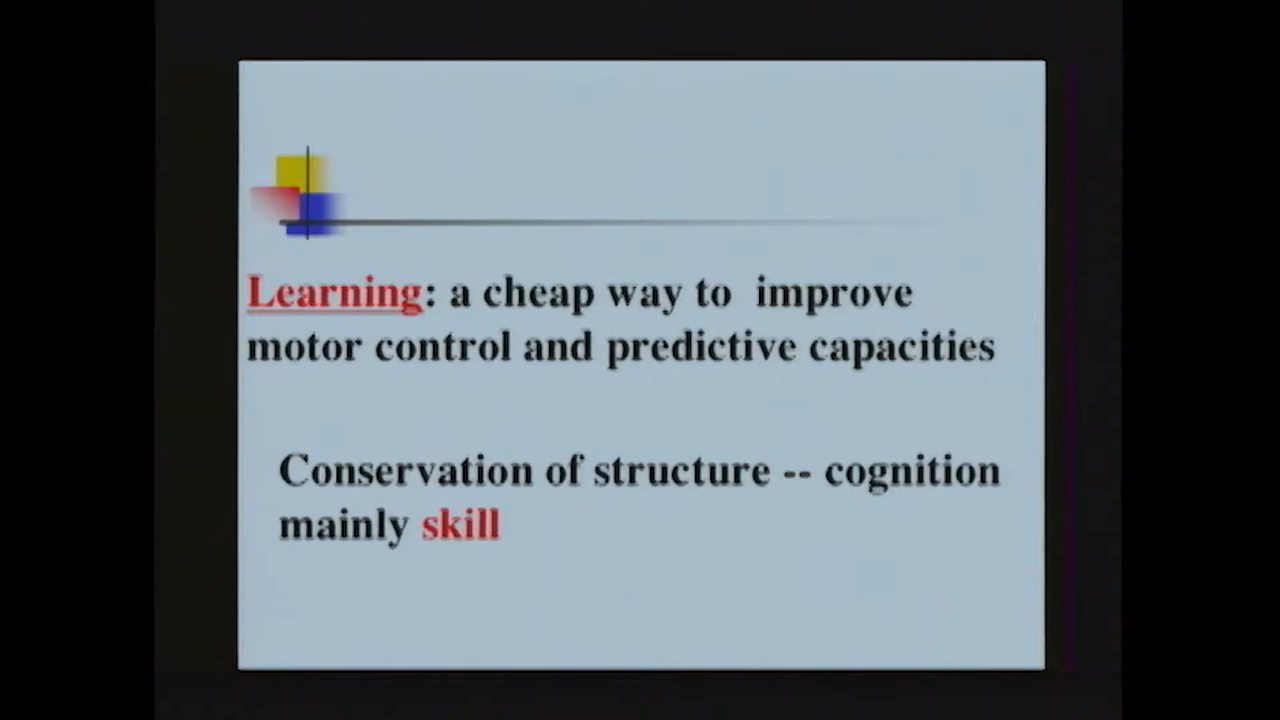 Learning: a cheap way to  improve
motor control and predictive capacities
Conservation of structure -- cognition
mainly skill